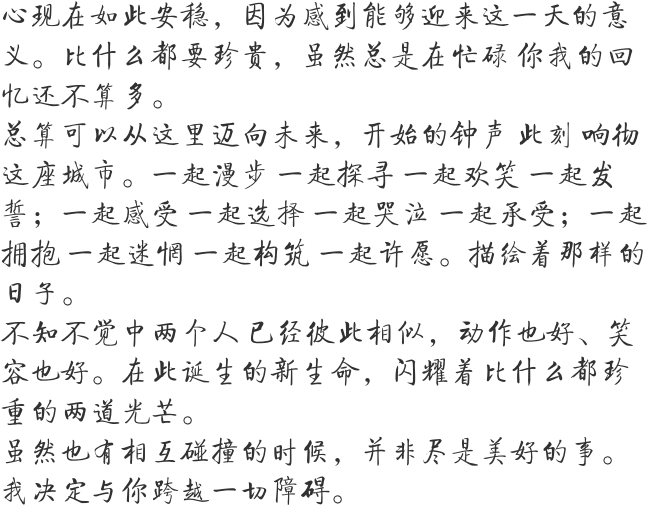 心现在如此安稳，因为感到能够迎来这一天的意
义。比什么都要珍贵，虽然总是在忙碌 你我的回
忆还不算多。
总算可以从这里迈向未来，开始的钟声 此刻 响彻
这座城市。一起漫步 一起探寻 一起欢笑 一起发
誓；一起感受 一起选择 一起哭泣 一起承受；一起
拥抱 一起迷惘 一起构筑 一起许愿。描绘着那样的
日子。
不知不觉中两个人已经彼此相似，动作也好、笑
容也好。在此诞生的新生命，闪耀着比什么都珍
重的两道光芒。
虽然也有相互碰撞的时候，并非尽是美好的事。
我决定与你跨越一切障碍。